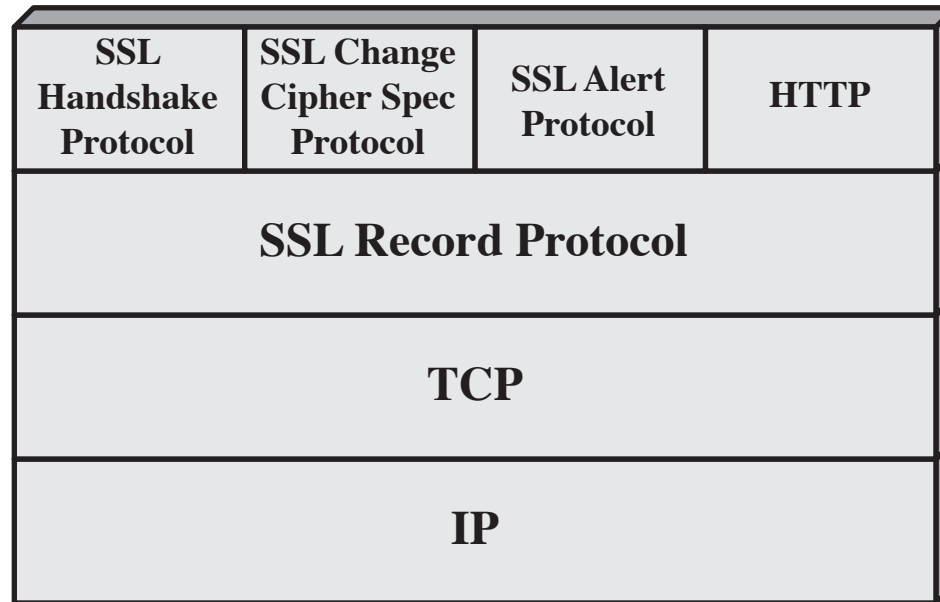 SSL
Handshake
Protocol
SSL Change
Cipher Spec
Protocol
SSL Alert
Protocol
HTTP
SSL Record Protocol
TCP
IP